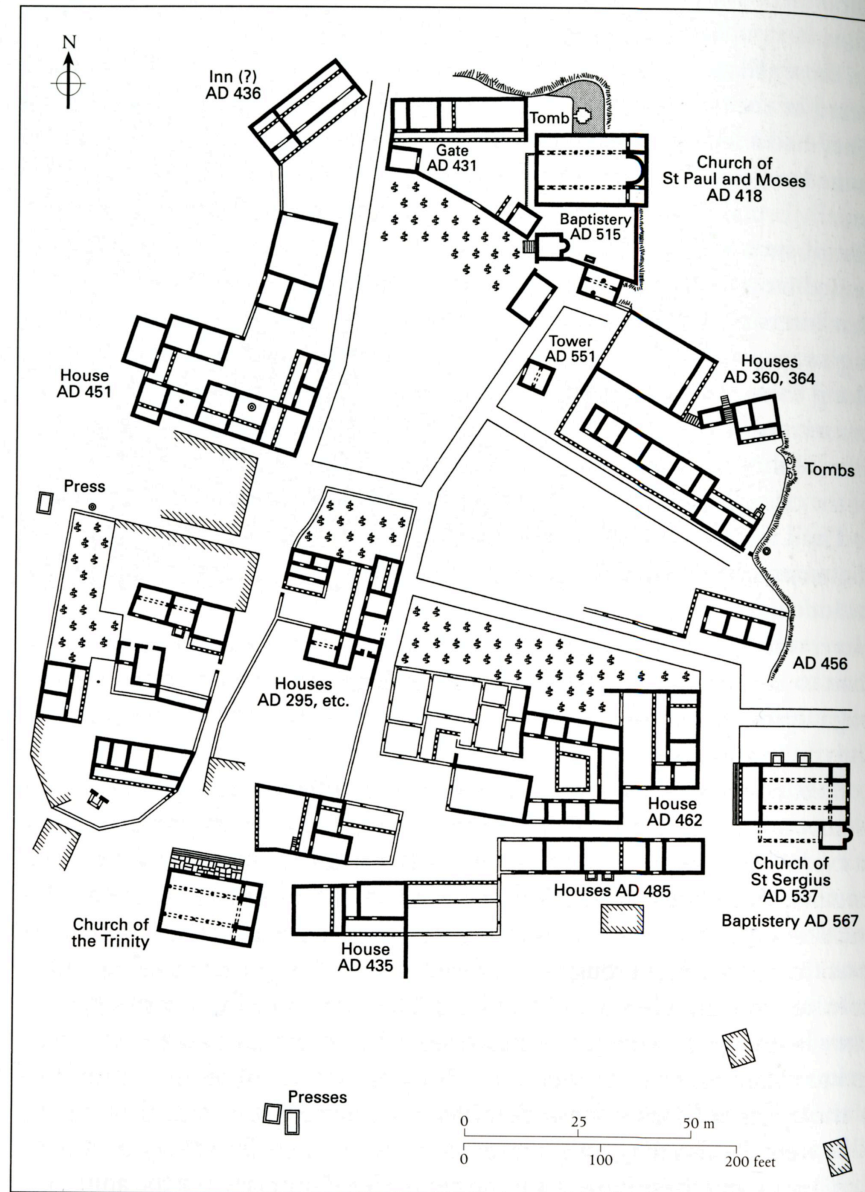 N
Inn (?)
AD 436
Tomb
Gate
AD 431
Church of
St Paul and Moses
AD 418
Baptistery
AD 515
Tower
AD 551
Houses
AD 360, 364
House
AD 451
Tombs
Press
AD 456
Houses
AD 295, etc.
House
AD 462
Church of
St Sergius
AD 537
Baptistery AD 567
Houses AD 485
Church of
the Trinity
House
AD 435
Presses
0 25 50 m
0 100 200 feet